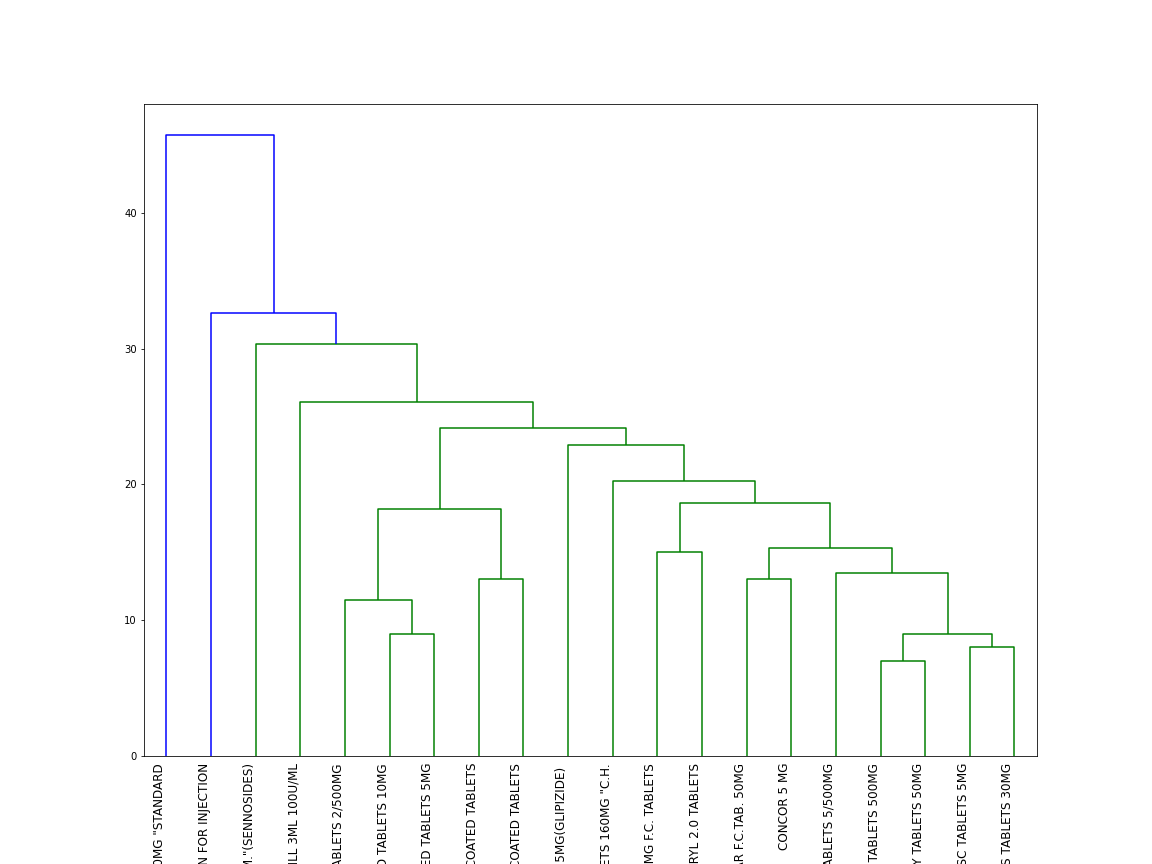 40
30
20
10
0
0MG "STANDARD
N FOR INJECTION
M."(SENNOSIDES)
ILL 3ML 100U/ML
ABLETS 2/500MG
D TABLETS 10MG
ED TABLETS 5MG
COATED TABLETS
COATED TABLETS
5MG(GLIPIZIDE)
ETS 160MG "C.H.
MG F.C. TABLETS
RYL 2.0 TABLETS
AR F.C.TAB. 50MG
CONCOR 5 MG
ABLETS 5/500MG
TABLETS 500MG
Y TABLETS 50MG
SC TABLETS 5MG
S TABLETS 30MG